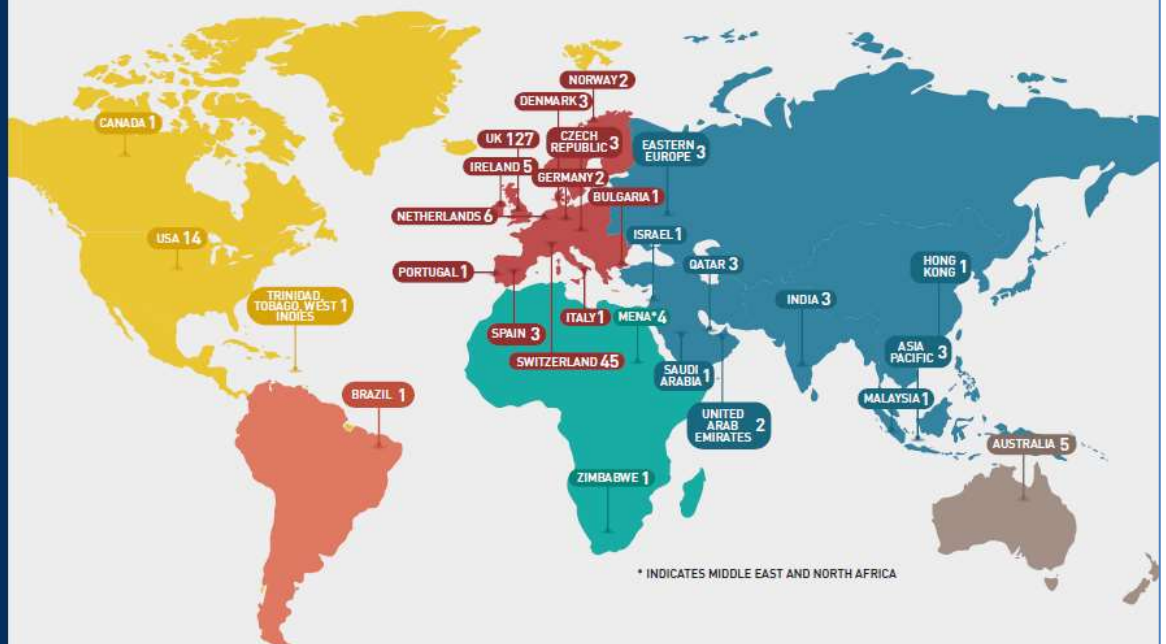 NORWAY 2
DENMARK 3
CANADA 1
UK 127
CZECH
REPUBLIC 3
EASTERN
EUROPE 3
IRELAND 5
GERMANY 2
BULGARIA 1
NETHERLANDS 6
USA 14
ISRAEL 1
QATAR 3
HONG
KONG 1
PORTUGAL 1
TRINIDAD,
TOBAGO, WEST 1
INDIES
INDIA 3
SPAIN 3
ITALY 1
MENA* 4
ASIA
PACIFIC 3
SWITZERLAND 45
SAUDI
ARABIA 1
BRAZIL 1
MALAYSIA 1
UNITED
ARAB
EMIRATES 2
AUSTRALIA 5
ZIMBABWE 1
* INDICATES MIDDLE EAST AND NORTH AFRICA